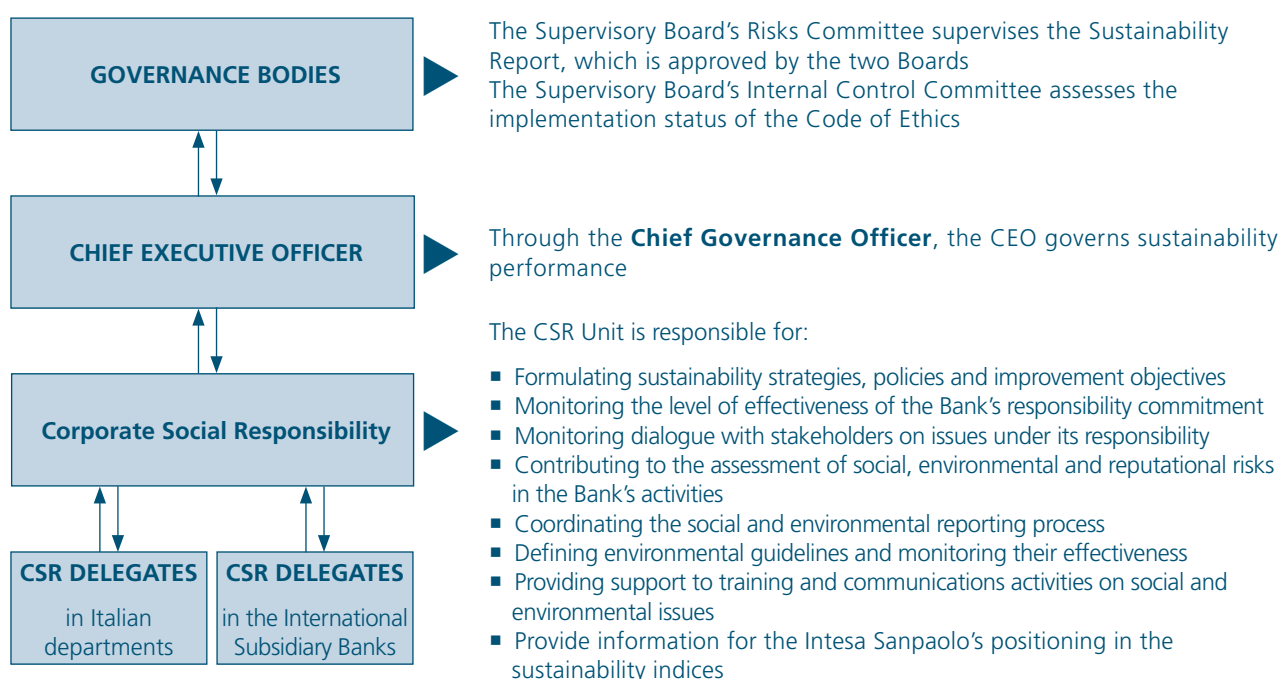 GOVERNANCE BODIES
The Supervisory Board’s Risks Committee supervises the Sustainability
Report, which is approved by the two Boards
The Supervisory Board’s Internal Control Committee assesses the
implementation status of the Code of Ethics
CHIEF EXECUTIVE OFFICER
Through the Chief Governance Officer, the CEO governs sustainability
performance
Corporate Social Responsibility
The CSR Unit is responsible for:
■ Formulating sustainability strategies, policies and improvement objectives
■ Monitoring the level of effectiveness of the Bank’s responsibility commitment
■ Monitoring dialogue with stakeholders on issues under its responsibility
■ Contributing to the assessment of social, environmental and reputational risks
in the Bank’s activities
■ Coordinating the social and environmental reporting process
■ Defining environmental guidelines and monitoring their effectiveness
■ Providing support to training and communications activities on social and
environmental issues
■ Provide information for the Intesa Sanpaolo’s positioning in the
sustainability indices
CSR DELEGATES
in Italian
departments
CSR DELEGATES
in the International
Subsidiary Banks